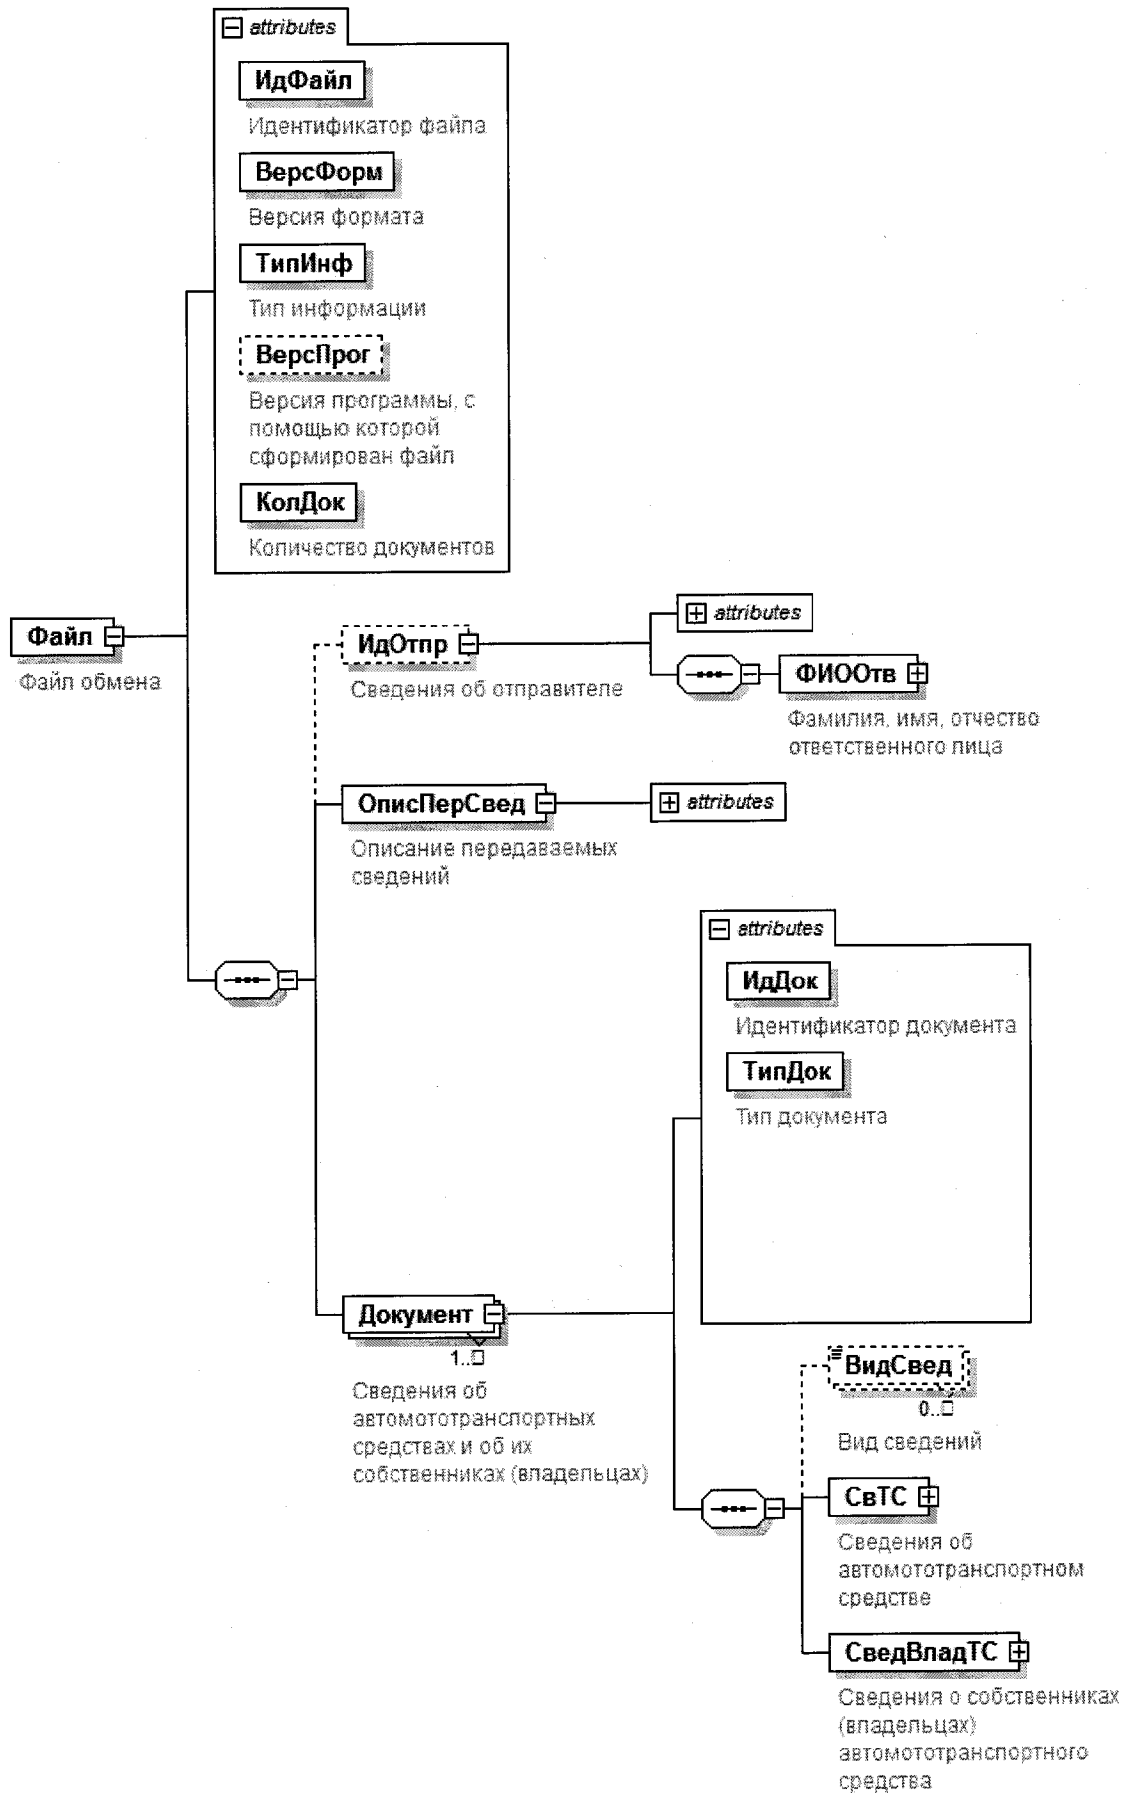 attributes
ИдФайл
Идентификатор файла
ВерсФорм
Версия формата
ТипИнф
Тип информации
ВерсПрог
Версия программы, с
помощью которой
сформирован файл
КолДок
Количество документов
Файл
Файл обмена
ИдОтпр
Сведения об отправителе
attributes
ФИООтв
Фамилия, имя, отчество
ответственного лица
ОписПерСвед
Описание передаваемых
сведений
attributes
attributes
ИдДок
Идентификатор документа
ТипДок
Тип документа
Документ
1..
Сведения об
автомототранспортных
средствах и об их
собственниках (владельцах)
ВидСвед
0..
Вид сведений
СвТС
Сведения об
автомототранспортном
средстве
СведВладТС
Сведения о собственниках
(владельцах)
автомототранспортного
средства